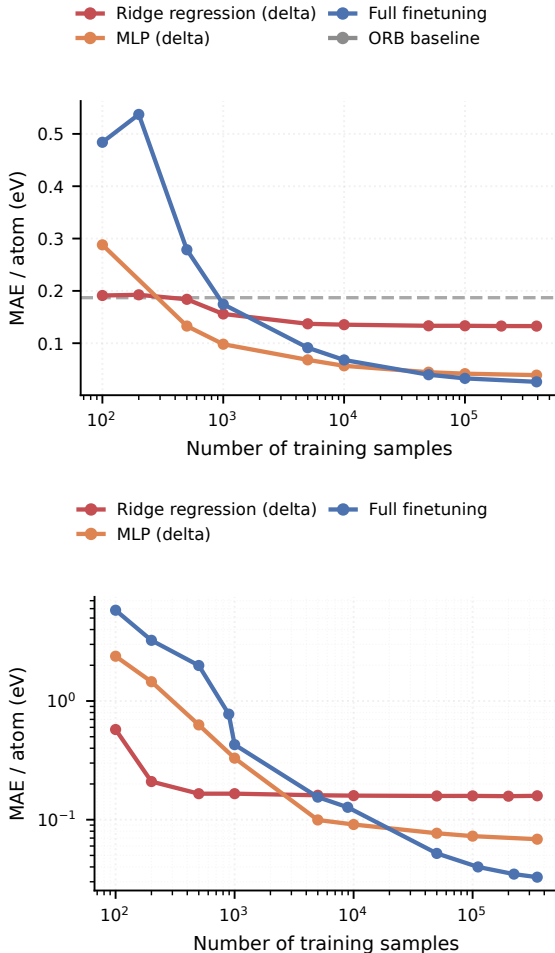 Ridge regression (delta) Full finetuning
MLP (delta) ORB baseline
MAE / atom (eV)
0.5
0.4
0.3
0.2
0.1
10² 10³ 10⁴ 10⁵
Number of training samples
Ridge regression (delta) Full finetuning
MLP (delta)
MAE / atom (eV)
10⁰
10⁻¹
10² 10³ 10⁴ 10⁵
Number of training samples